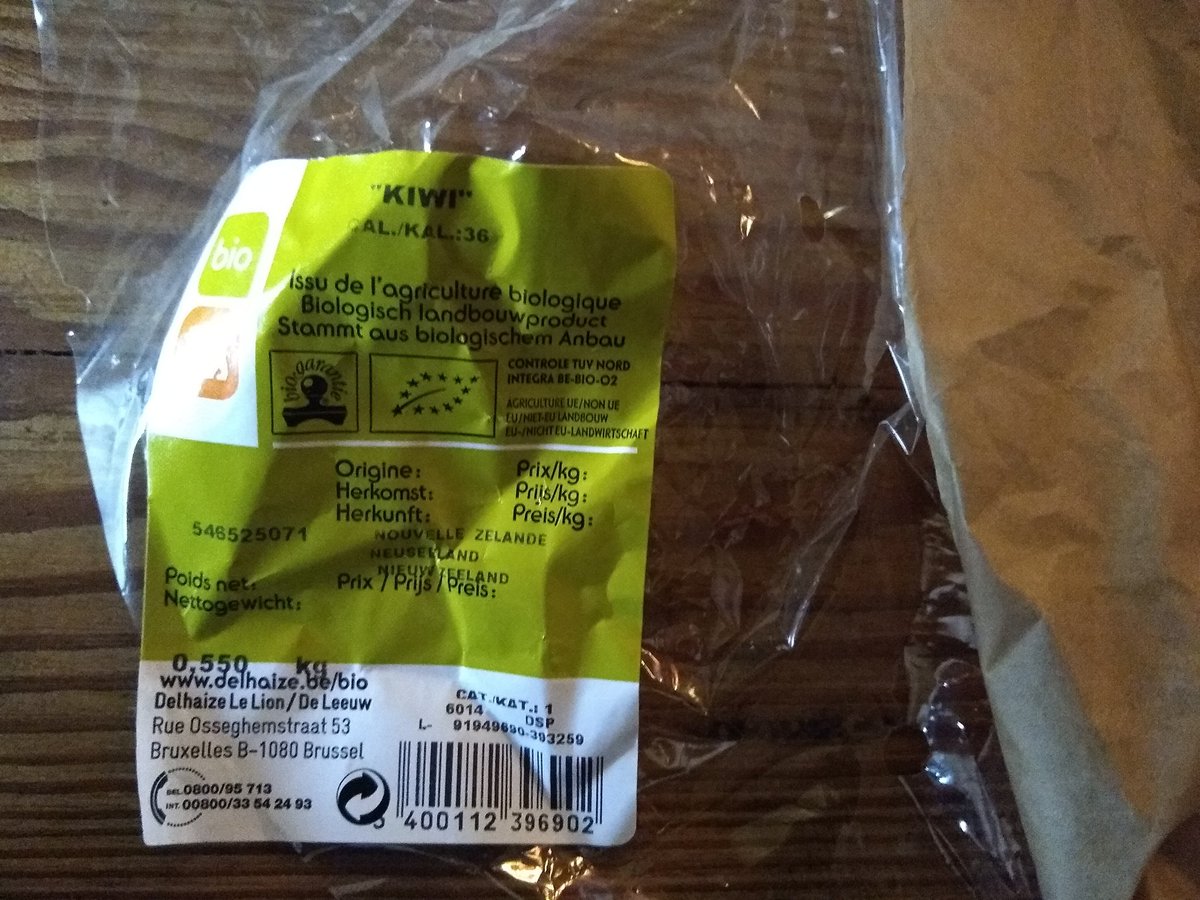 "KIWI"
CAL./KAL.:36
bio
Issu de l'agriculture biologique
Biologisch landbouwproduct
Stammt aus biologischem Anbau
bio-garantie
CONTROLE TUV NORD
INTEGRA BE-BIO-02
AGRICULTURE UE/NON UE
EU/NIET-EU LANDBOUW
EU-/NICHT EU-LANDWIRTSCHAFT
Origine: Prix/kg:
Herkomst: Prijs/kg:
Herkunft: Preis/kg:
546525071 NOUVELLE ZELANDE
NEUSEELAND
NIEUW ZEELAND
Poids net: Prix / Prijs / Preis:
Nettogewicht:
0,550 kg
www.delhaize.be/bio
Delhaize Le Lion / De Leeuw
Rue Osseghemstraat 53
Bruxelles B-1080 Brussel
BEL. 0800/95 713
INT. 00800/33 54 24 93
CAT./KAT.: 1
6014 DSP
L- 91949690-393259
5 400112 396902